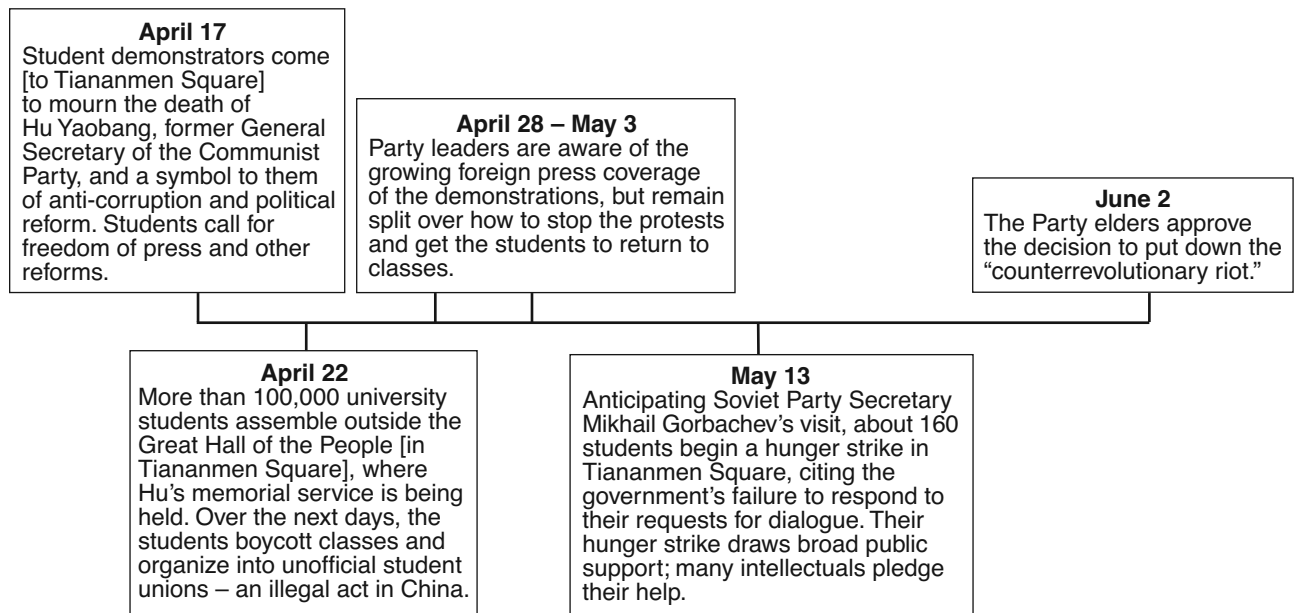 April 17
Student demonstrators come
[to Tiananmen Square]
to mourn the death of
Hu Yaobang, former General
Secretary of the Communist
Party, and a symbol to them
of anti-corruption and political
reform. Students call for
freedom of press and other
reforms.
April 28 – May 3
Party leaders are aware of the
growing foreign press coverage
of the demonstrations, but remain
split over how to stop the protests
and get the students to return to
classes.
June 2
The Party elders approve
the decision to put down the
“counterrevolutionary riot.”
April 22
More than 100,000 university
students assemble outside the
Great Hall of the People [in
Tiananmen Square], where
Hu’s memorial service is being
held. Over the next days, the
students boycott classes and
organize into unofficial student
unions – an illegal act in China.
May 13
Anticipating Soviet Party Secretary
Mikhail Gorbachev’s visit, about 160
students begin a hunger strike in
Tiananmen Square, citing the
government’s failure to respond to
their requests for dialogue. Their
hunger strike draws broad public
support; many intellectuals pledge
their help.